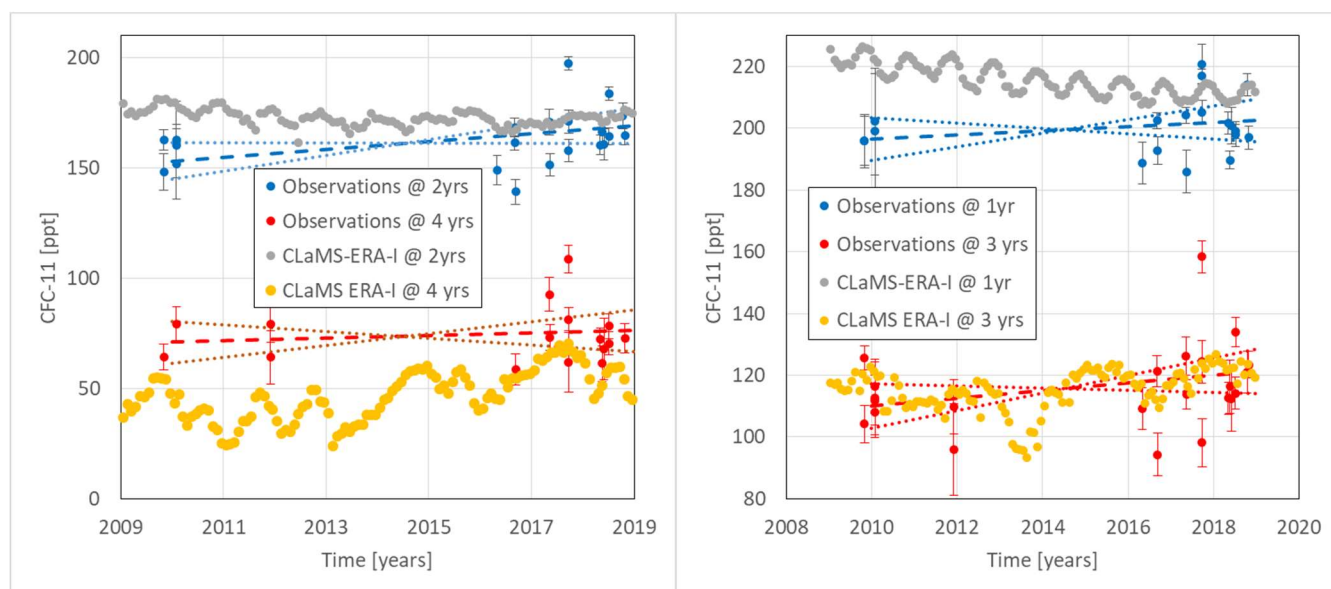 200
150
100
50
0
CFC-11 [ppt]
Observations @ 2yrs
Observations @ 4 yrs
CLaMS-ERA-I @ 2yrs
CLaMS ERA-I @ 4 yrs
2009 2011 2013 2015 2017 2019
Time [years]
220
200
180
160
140
120
100
80
CFC-11 [ppt]
Observations @ 1yr
Observations @ 3 yrs
CLaMS-ERA-I @ 1yr
CLaMS ERA-I @ 3 yrs
2008 2010 2012 2014 2016 2018 2020
Time [years]